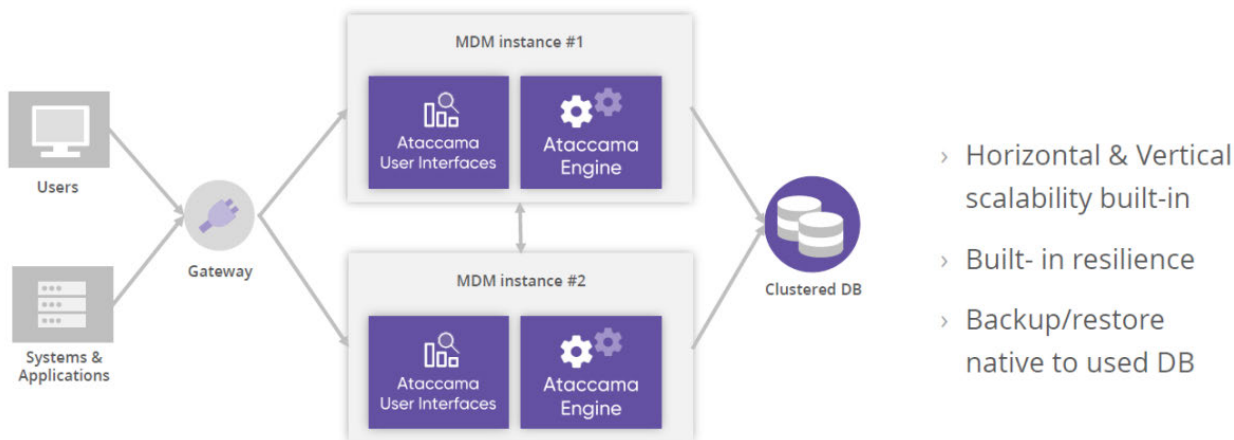 MDM instance #1
Ataccama
User Interfaces
Ataccama
Engine
Users
Gateway
Systems &
Applications
MDM instance #2
Ataccama
User Interfaces
Ataccama
Engine
Clustered DB
› Horizontal & Vertical
scalability built-in
› Built- in resilience
› Backup/restore
native to used DB